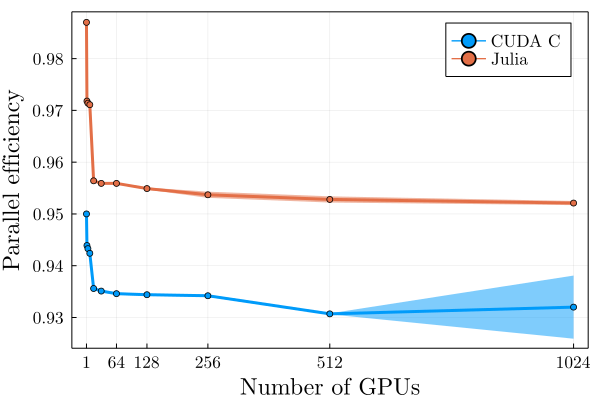 CUDA C
Julia
0.98
0.97
0.96
0.95
0.94
0.93
Parallel efficiency
1 64 128 256 512 1024
Number of GPUs